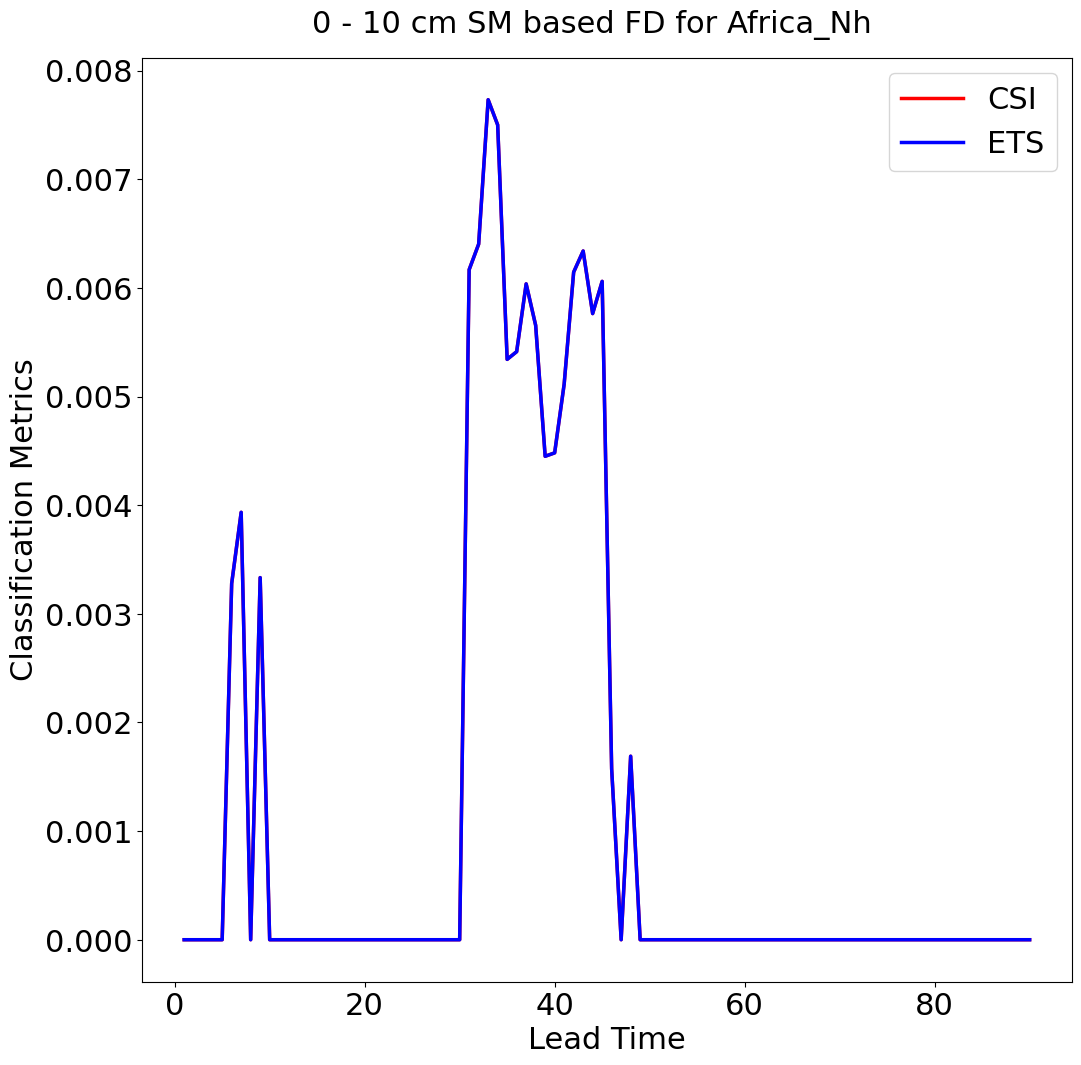 0 - 10 cm SM based FD for Africa_Nh
CSI
ETS
Classification Metrics
0.008
0.007
0.006
0.005
0.004
0.003
0.002
0.001
0.000
0 20 40 60 80
Lead Time